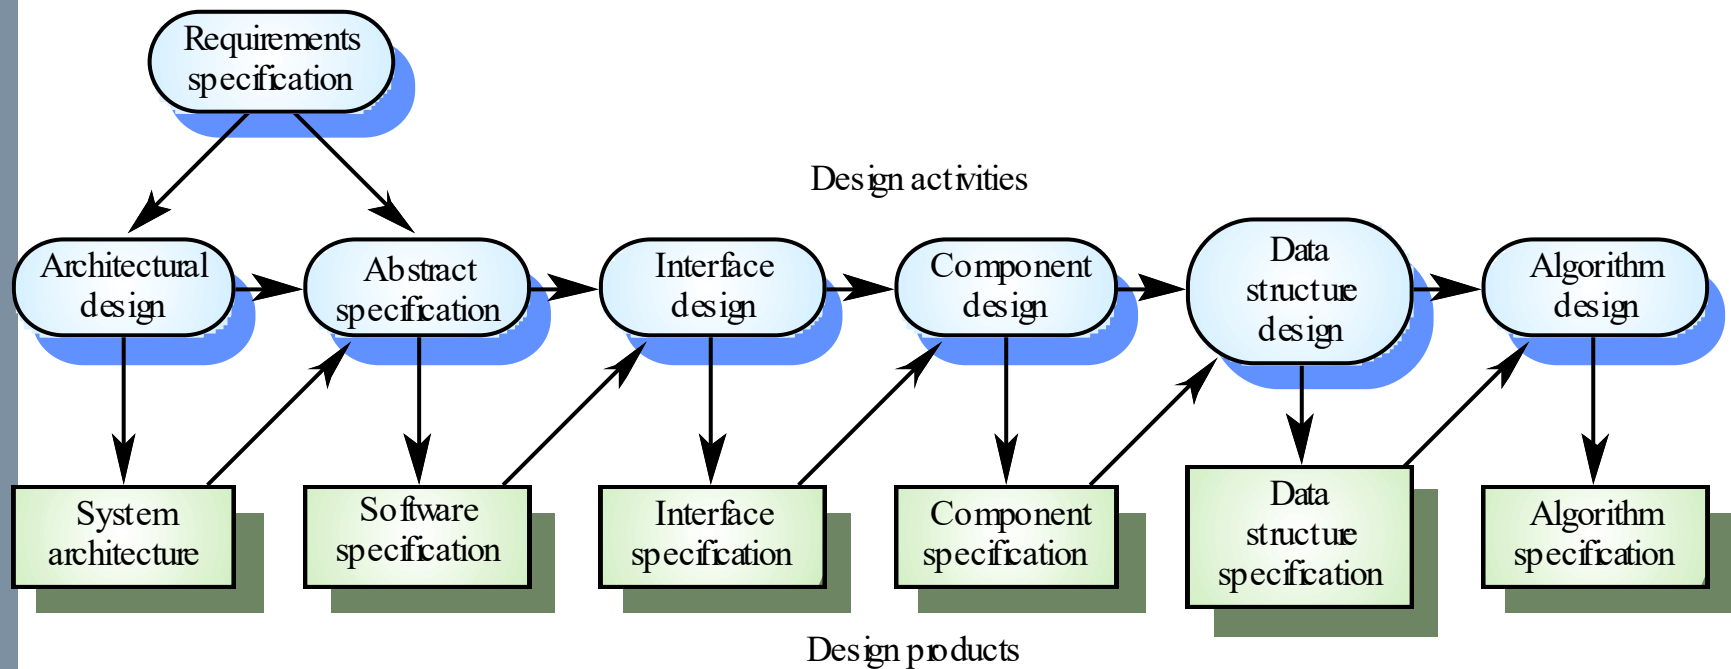 Requirements
specification
Design activities
Architectural
design
Abstract
specification
Interface
design
Component
design
Data
structure
design
Algorithm
design
System
architecture
Software
specification
Interface
specification
Component
specification
Data
structure
specification
Algorithm
specification
Design products